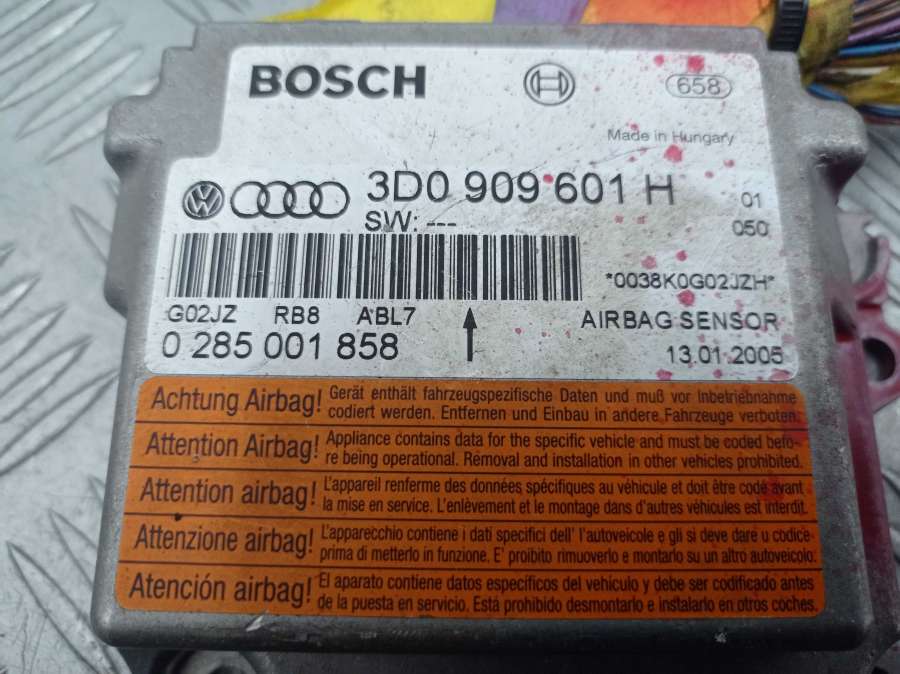 BOSCH
658
Made in Hungary
3D0 909 601 H
01
SW: ---
050
*0038K0G02JZH*
G02JZ RB8 ABL7
AIRBAG SENSOR
0 285 001 858
13.01.2005
Achtung Airbag!
Gerät enthält fahrzeugspezifische Daten und muß vor Inbetriebnahme
codiert werden. Entfernen und Einbau in andere Fahrzeuge verboten.
Attention Airbag!
Appliance contains data for the specific vehicle and must be coded befo-
re being operational. Removal and installation in other vehicles prohibited.
Attention airbag!
L'appareil renferme des données spécifiques au véhicule et doit être codé avant
la mise en service. L'enlèvement et le montage dans d'autres véhicules est interdit.
Attenzione airbag!
L'apparecchio contiene i dati specifici dell' l'autoveicolo e gli si deve dare u codice
prima di metterlo in funzione. E' proibito rimuoverlo e montarlo su un altro autoveicolo.
Atención airbag!
El aparato contiene datos especificos del vehículo y debe ser codificado antes
de la puesta en servicio. Está prohibido desmontarlo e instalarlo en otros coches.